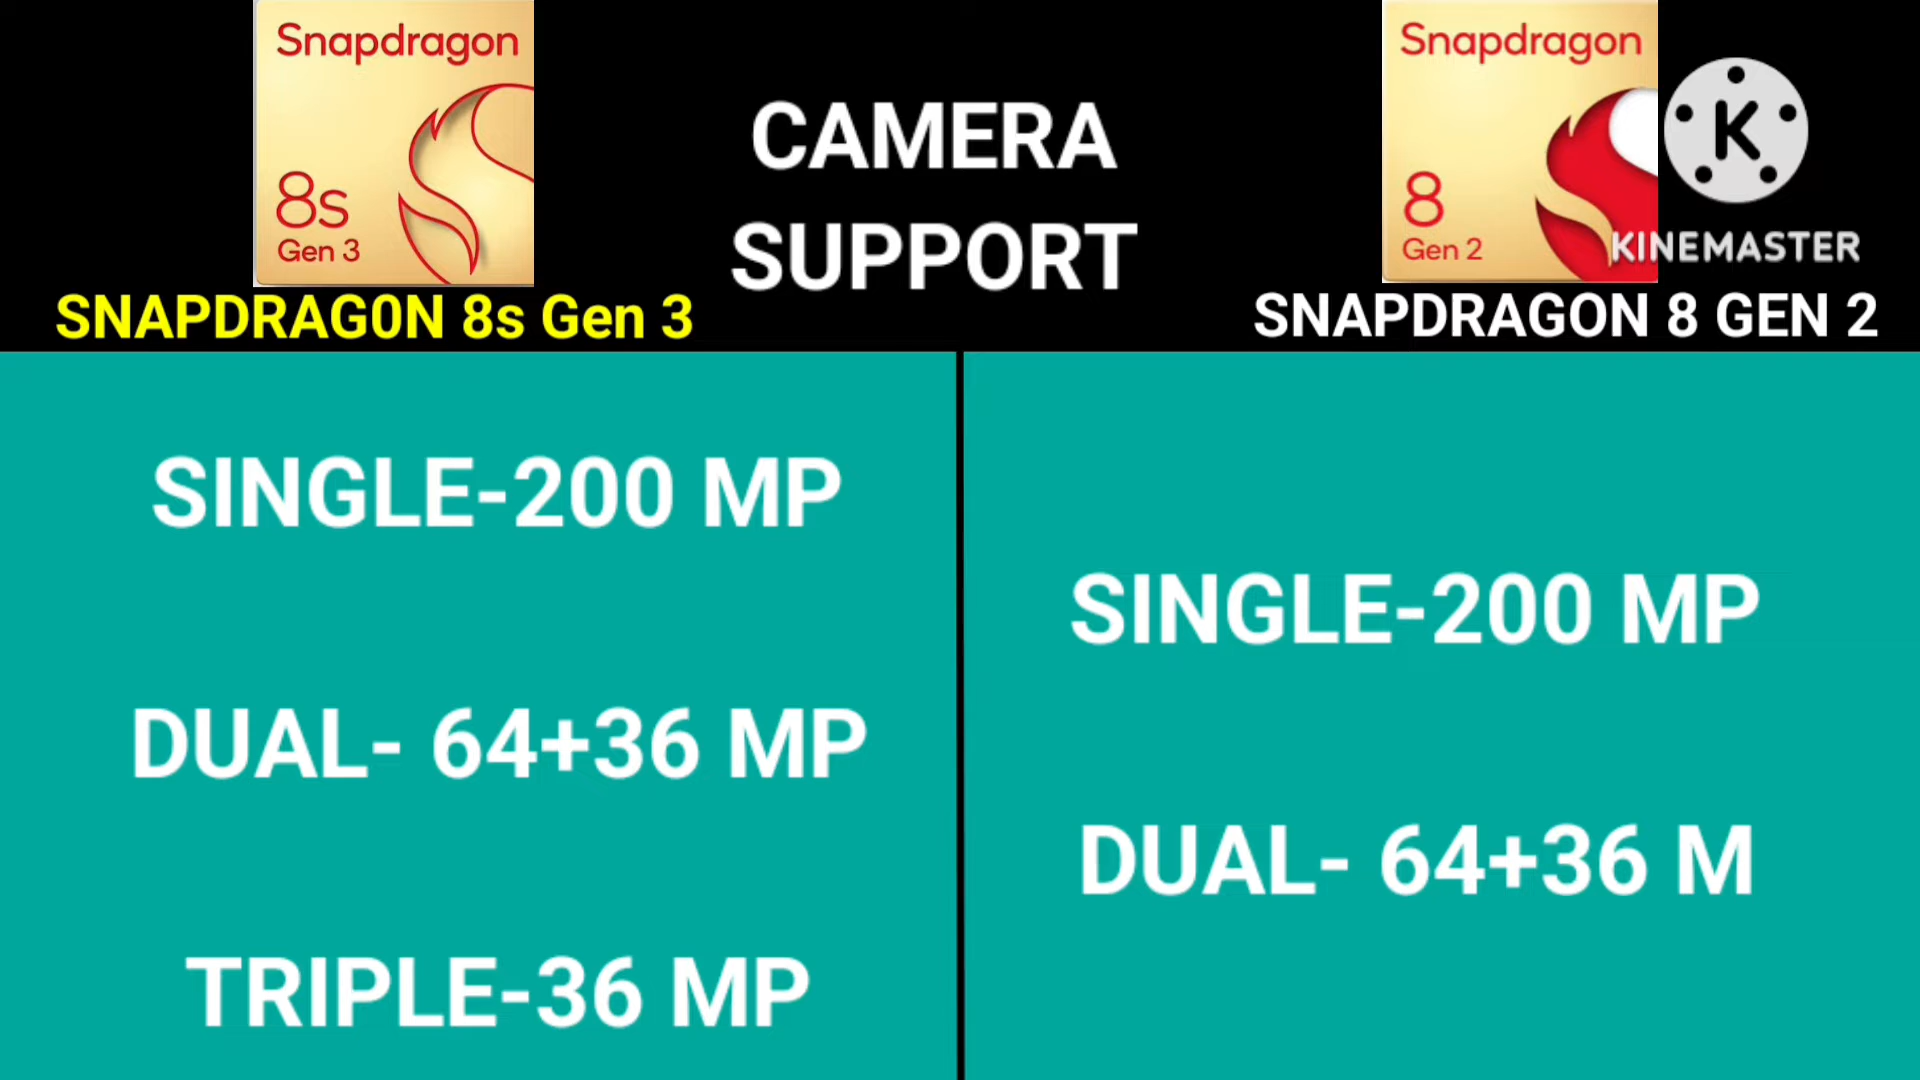 Snapdragon
8s
Gen 3
SNAPDRAG0N 8s Gen 3
CAMERA
SUPPORT
Snapdragon
8
Gen 2
K
KINEMASTER
SNAPDRAGON 8 GEN 2
SINGLE-200 MP
DUAL- 64+36 MP
TRIPLE-36 MP
SINGLE-200 MP
DUAL- 64+36 M